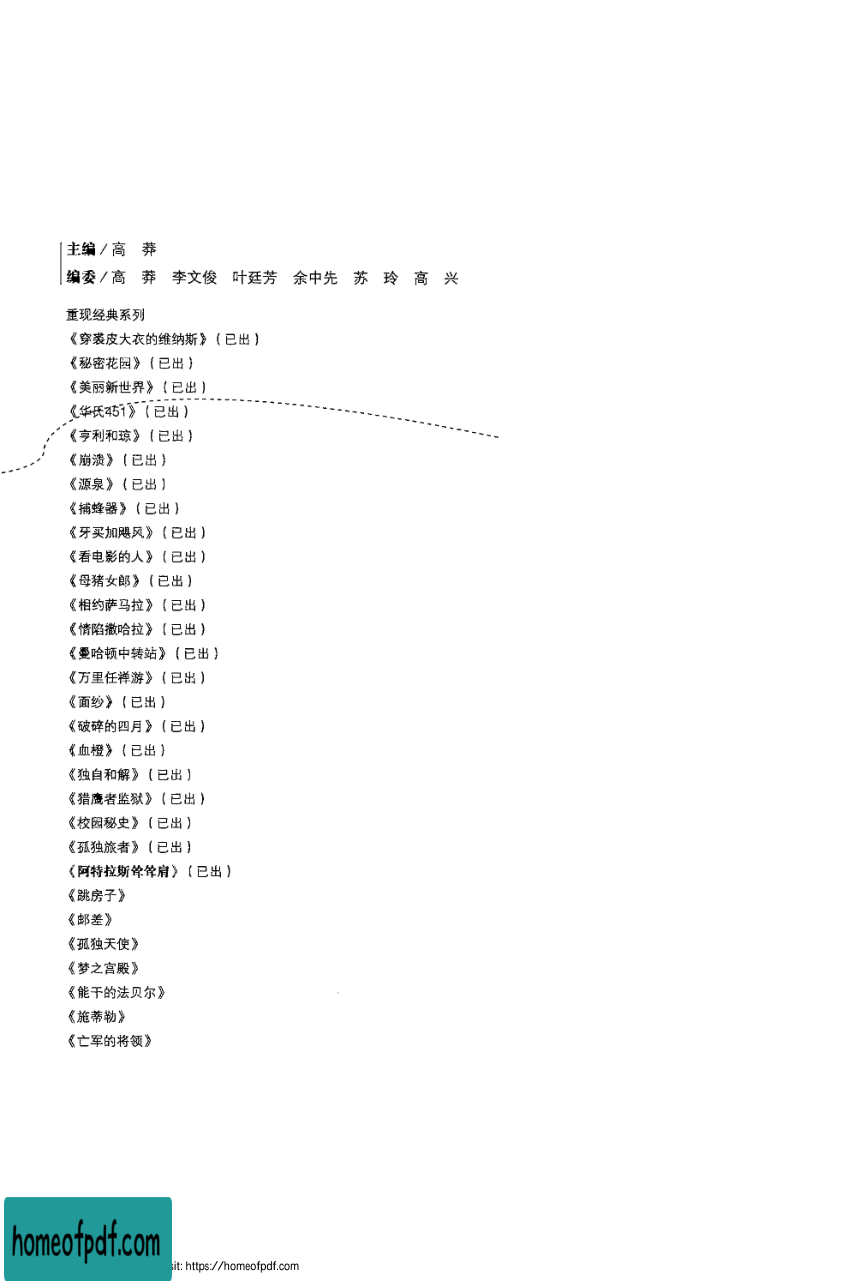 主编/高 莽
编委/高 莽 李文俊 叶廷芳 余中先 苏 玲 高 兴
重现经典系列
《穿裘皮大衣的维纳斯》(已出)
《秘密花园》(已出)
《美丽新世界》(已出)
《华氏451》(已出)
《亨利和琼》(已出)
《崩溃》(已出)
《源泉》(已出)
《捕蜂器》(已出)
《牙买加飓风》(已出)
《看电影的人》(已出)
《母猪女郎》(已出)
《相约萨马拉》(已出)
《情陷撒哈拉》(已出)
《曼哈顿中转站》(已出)
《万里任禅游》(已出)
《面纱》(已出)
《破碎的四月》(已出)
《血橙》(已出)
《独自和解》(已出)
《猎鹰者监狱》(已出)
《校园秘史》(已出)
《孤独旅者》(已出)
《阿特拉斯耸耸肩》(已出)
《跳房子》
《邮差》
《孤独天使》
《梦之宫殿》
《能干的法贝尔》
《施蒂勒》
《亡军的将领》
homeofpdf.com
sit: https://homeofpdf.com